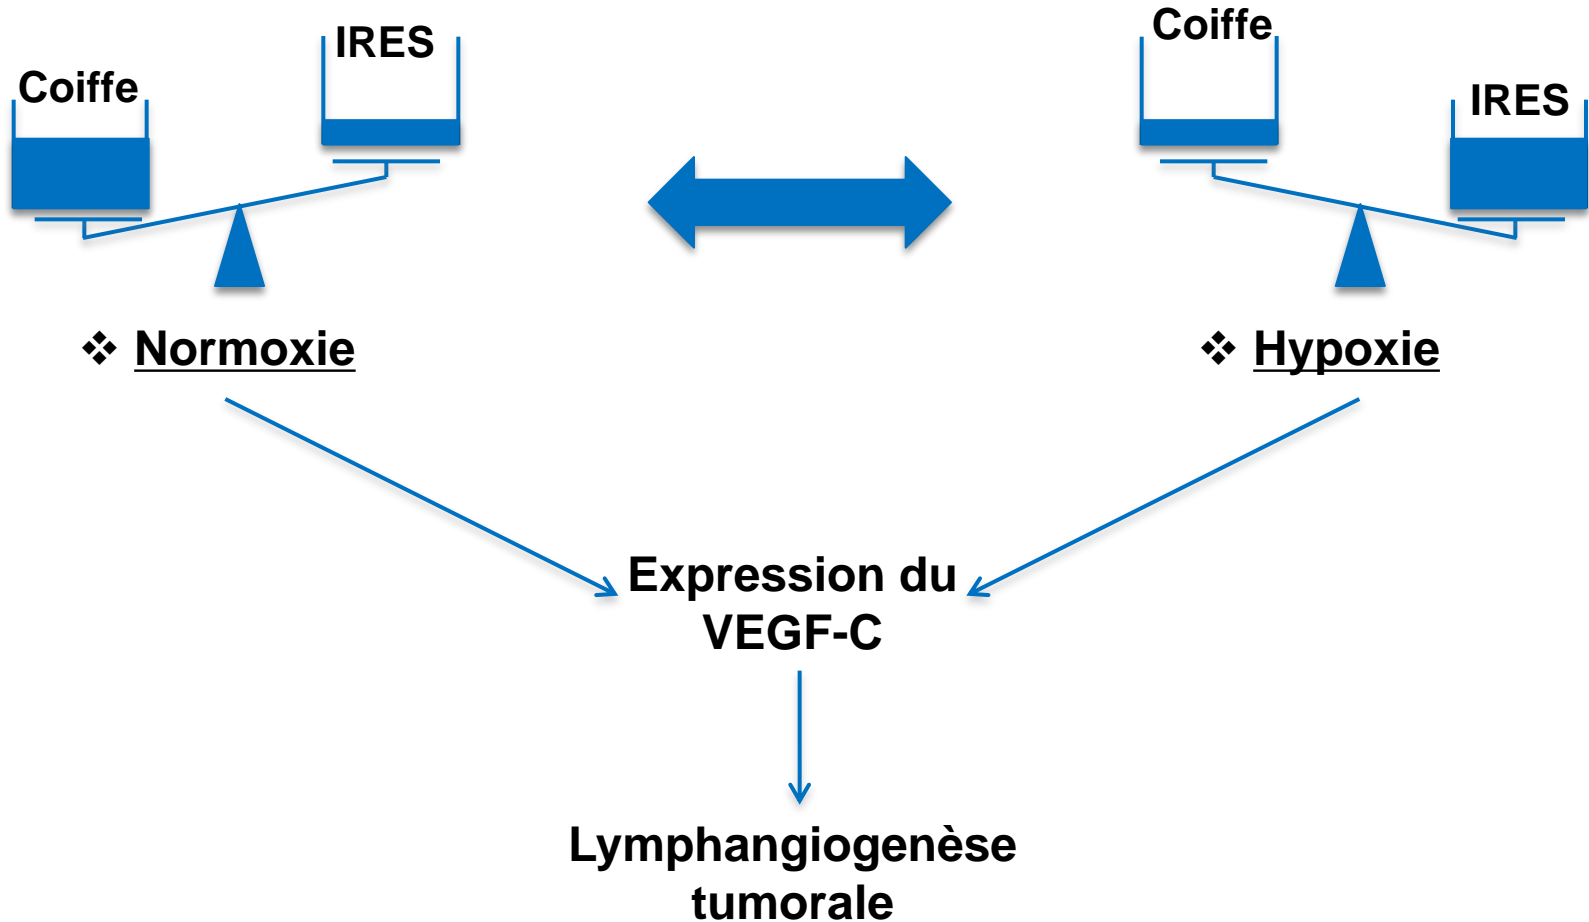 Coiffe
IRES
Coiffe
IRES
❖ Normoxie
❖ Hypoxie
Expression du
VEGF-C
Lymphangiogenèse
tumorale